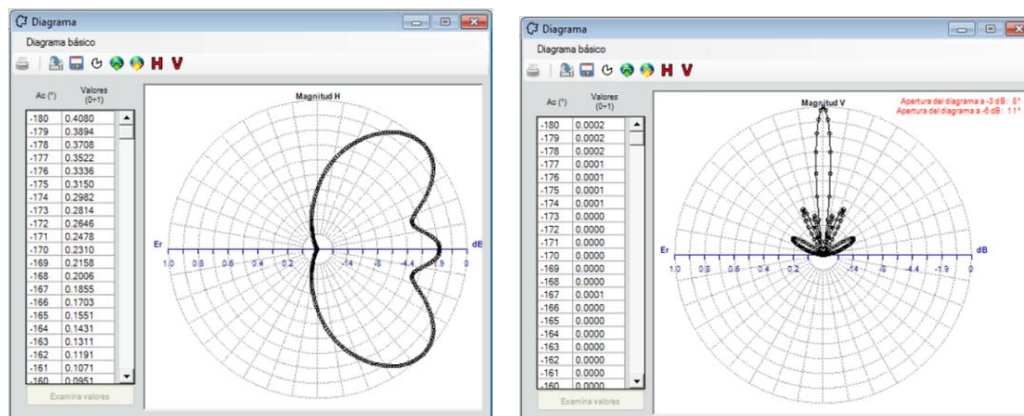 Diagrama
Diagrama básico
H V
Ac (°) Valores (0÷1)
-180 0.4080
-179 0.3894
-178 0.3708
-177 0.3522
-176 0.3336
-175 0.3150
-174 0.2982
-173 0.2814
-172 0.2646
-171 0.2478
-170 0.2310
-169 0.2158
-168 0.2006
-167 0.1855
-166 0.1703
-165 0.1551
-164 0.1431
-163 0.1311
-162 0.1191
-161 0.1071
-160 0.0951
Examina valores
Magnitud H
Er dB
1.0 0.6 0.4 0.2 -14 -4.4 -1.9 0
Diagrama
Diagrama básico
H V
Ac (°) Valores (0÷1)
-180 0.0002
-179 0.0002
-178 0.0002
-177 0.0001
-176 0.0001
-175 0.0001
-174 0.0001
-173 0.0000
-172 0.0000
-171 0.0000
-170 0.0000
-169 0.0000
-168 0.0000
-167 0.0001
-166 0.0000
-165 0.0000
-164 0.0000
-163 0.0000
-162 0.0000
-161 0.0000
-160 0.0000
Examina valores
Magnitud V
Apertura del diagrama a -3 dB : 8°
Apertura del diagrama a -6 dB : 11°
Er dB
1.0 0.6 0.4 0.2 -14 -4.4 -1.9 0